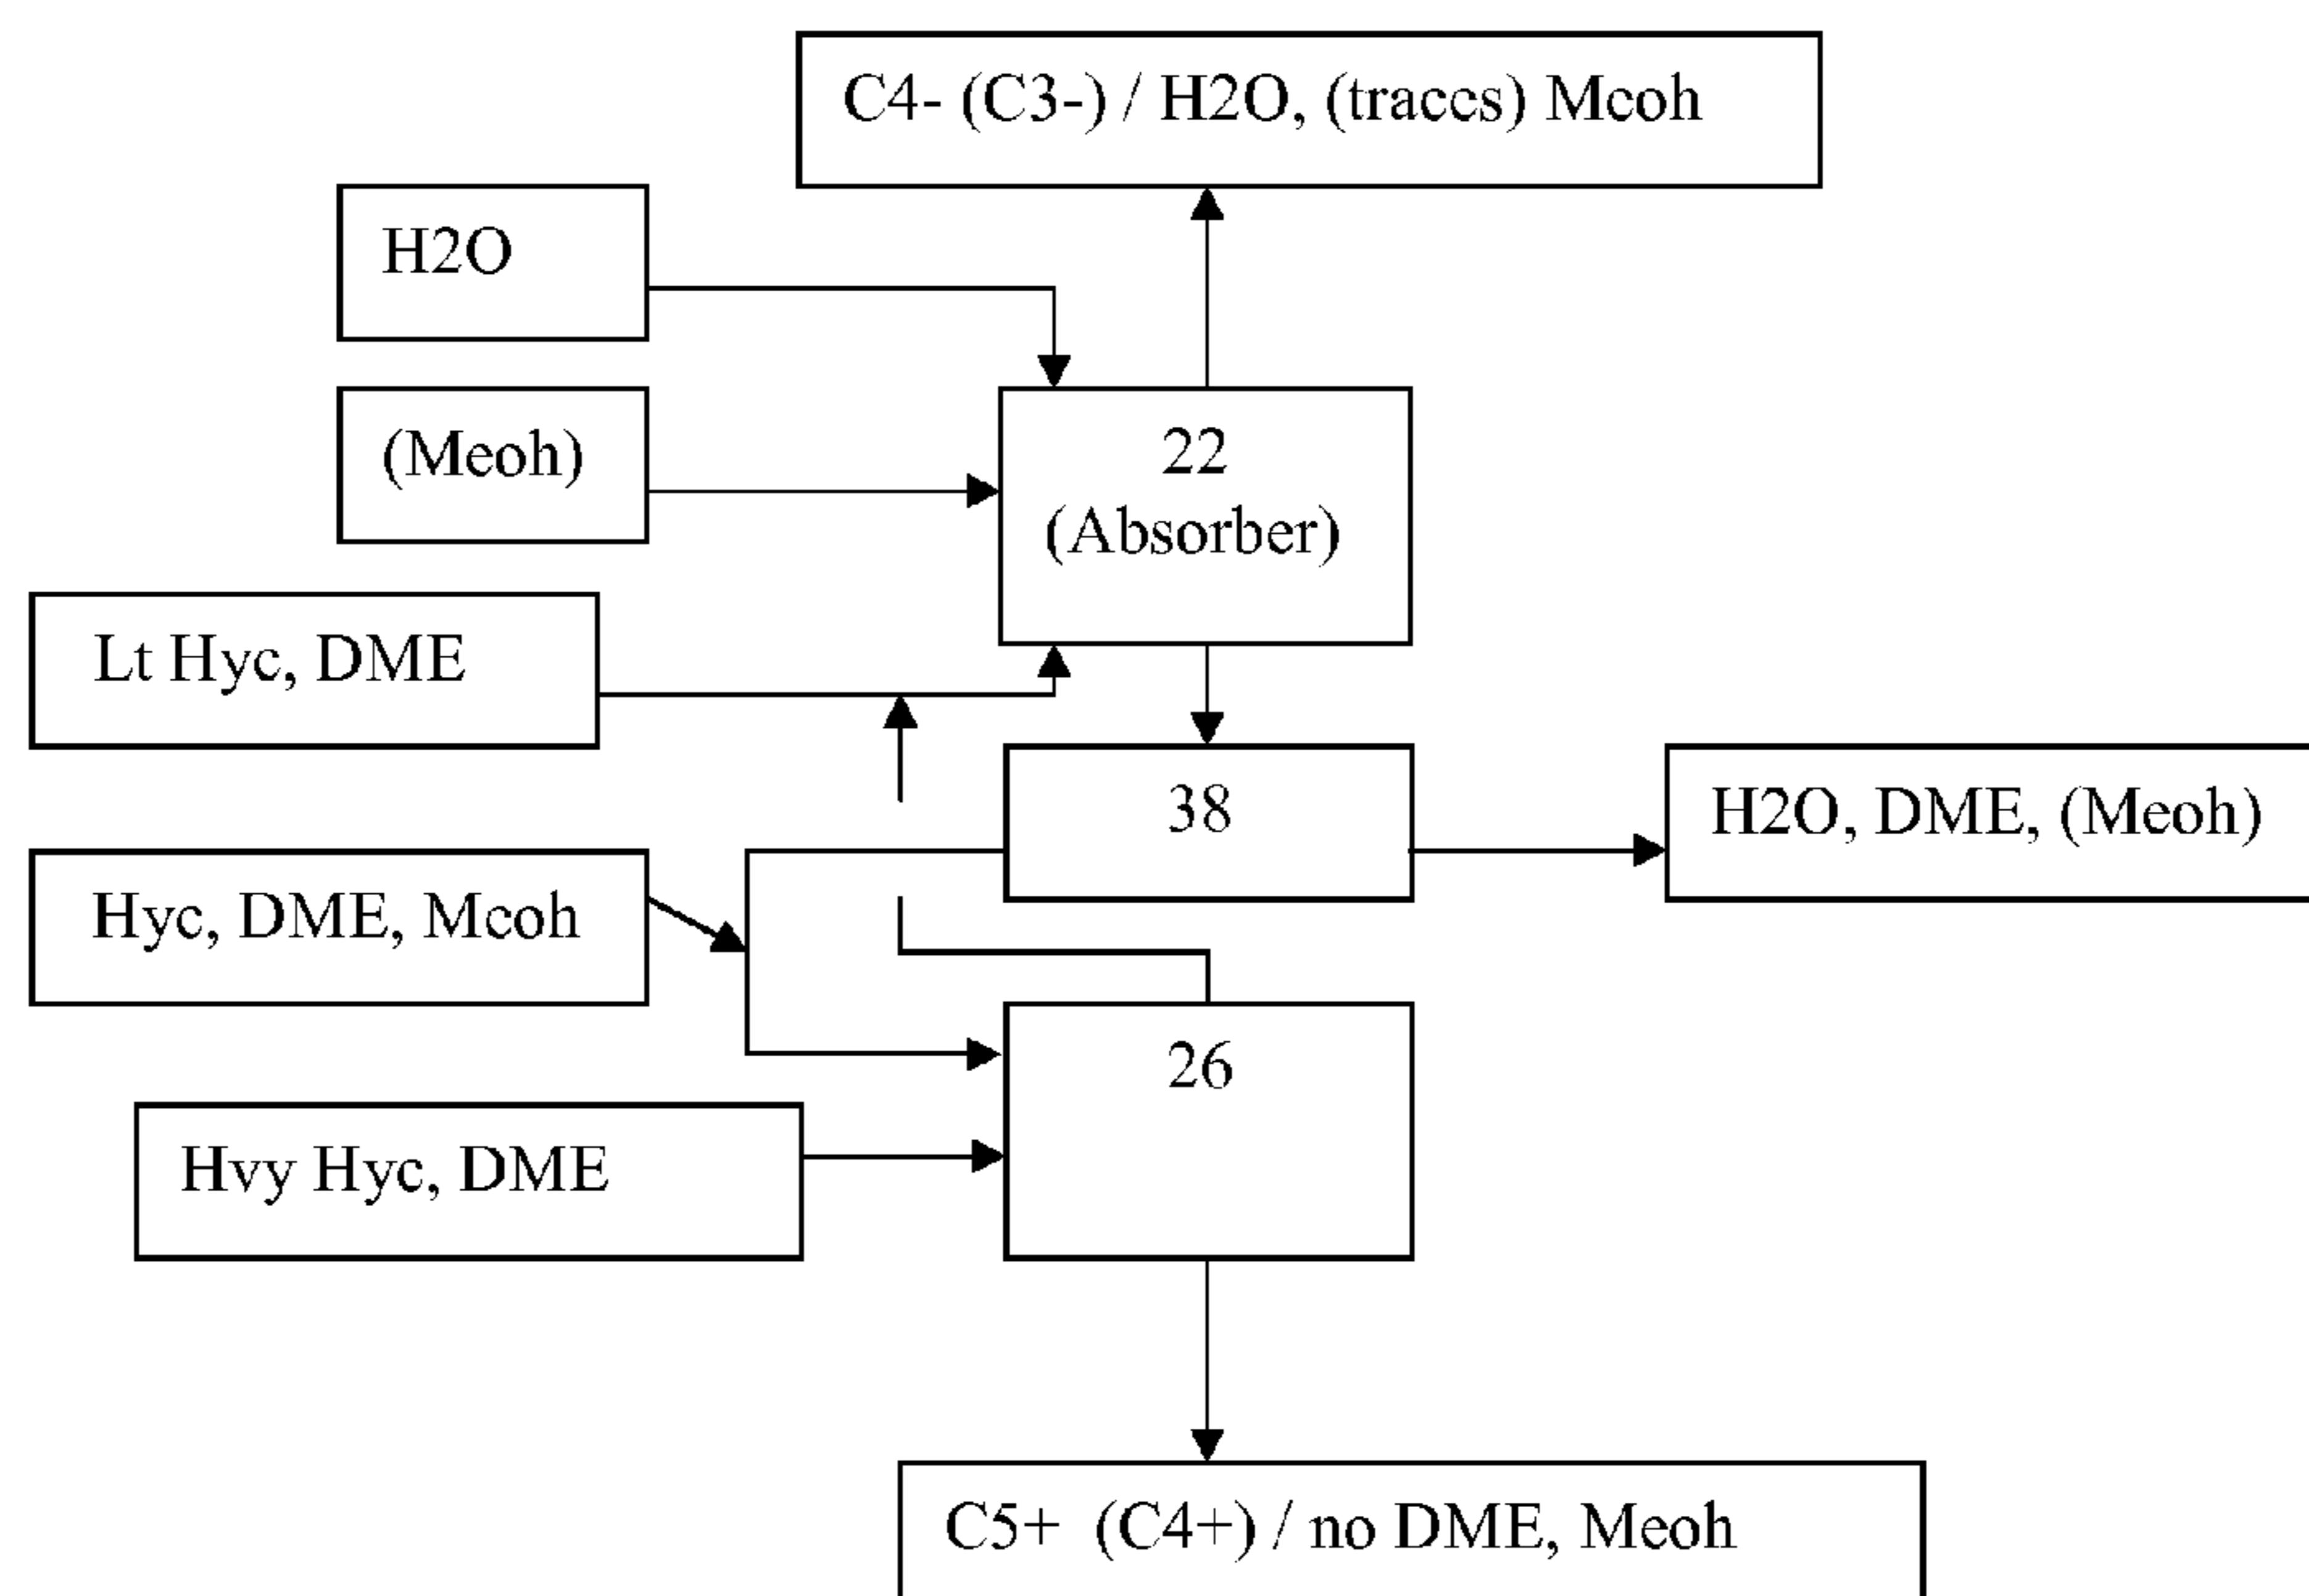 C4- (C3-) / H2O, (traccs) Mcoh
H2O
(Meoh)
22
(Absorber)
Lt Hyc, DME
38
H2O, DME, (Meoh)
Hyc, DME, Mcoh
26
Hvy Hyc, DME
C5+ (C4+) / no DME, Meoh